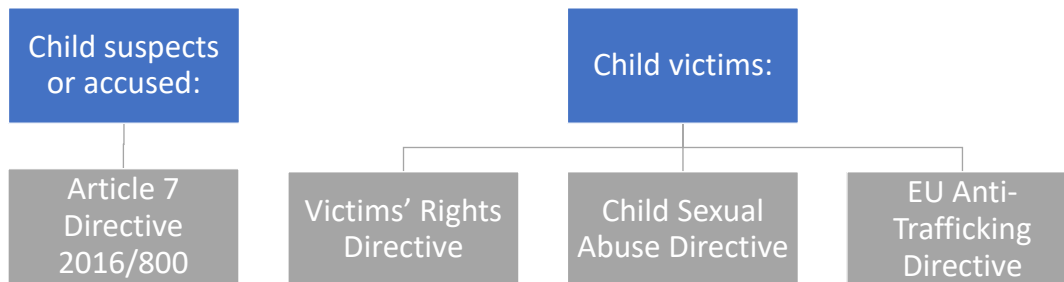 Child suspects
or accused:
Child victims:
Article 7
Directive
2016/800
Victims’ Rights
Directive
Child Sexual
Abuse Directive
EU Anti-
Trafficking
Directive